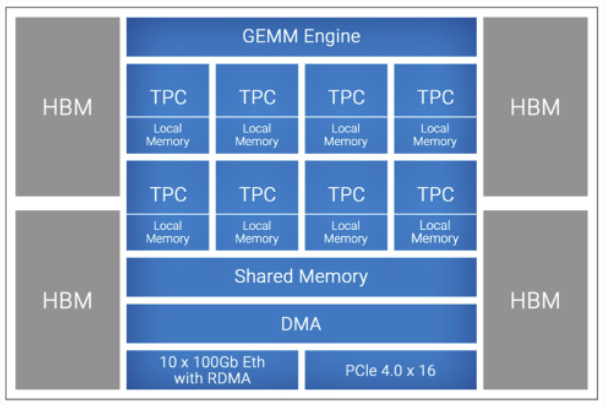 GEMM Engine
HBM
TPC
TPC
TPC
TPC
HBM
Local
Memory
Local
Memory
Local
Memory
Local
Memory
TPC
TPC
TPC
TPC
Local
Memory
Local
Memory
Local
Memory
Local
Memory
HBM
Shared Memory
HBM
DMA
10 x 100Gb Eth
with RDMA
PCIe 4.0 x 16